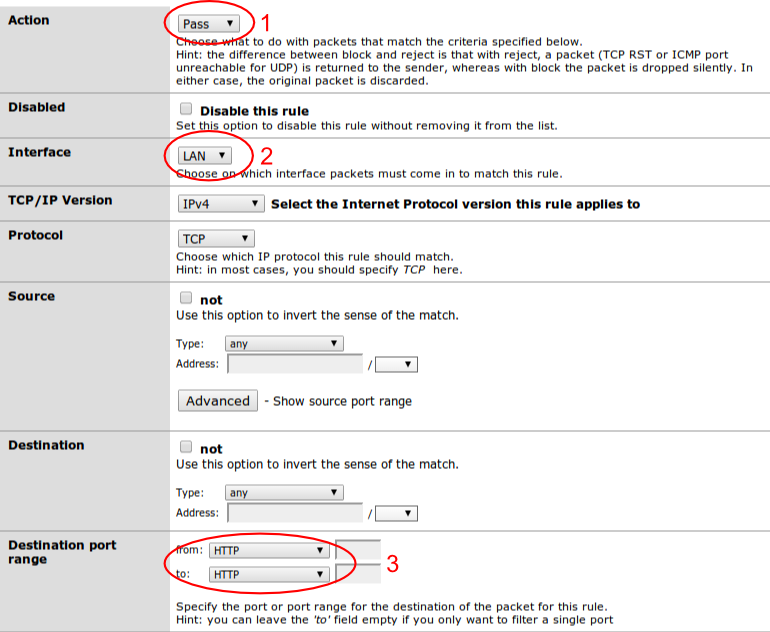 Action
Pass
1
Choose what to do with packets that match the criteria specified below.
Hint: the difference between block and reject is that with reject, a packet (TCP RST or ICMP port
unreachable for UDP) is returned to the sender, whereas with block the packet is dropped silently. In
either case, the original packet is discarded.
Disabled
Disable this rule
Set this option to disable this rule without removing it from the list.
Interface
LAN
2
Choose on which interface packets must come in to match this rule.
TCP/IP Version
IPv4 Select the Internet Protocol version this rule applies to
Protocol
TCP
Choose which IP protocol this rule should match.
Hint: in most cases, you should specify TCP here.
Source
not
Use this option to invert the sense of the match.
Type: any
Address: /
Advanced - Show source port range
Destination
not
Use this option to invert the sense of the match.
Type: any
Address: /
Destination port
range
from: HTTP
3
to: HTTP
Specify the port or port range for the destination of the packet for this rule.
Hint: you can leave the 'to' field empty if you only want to filter a single port